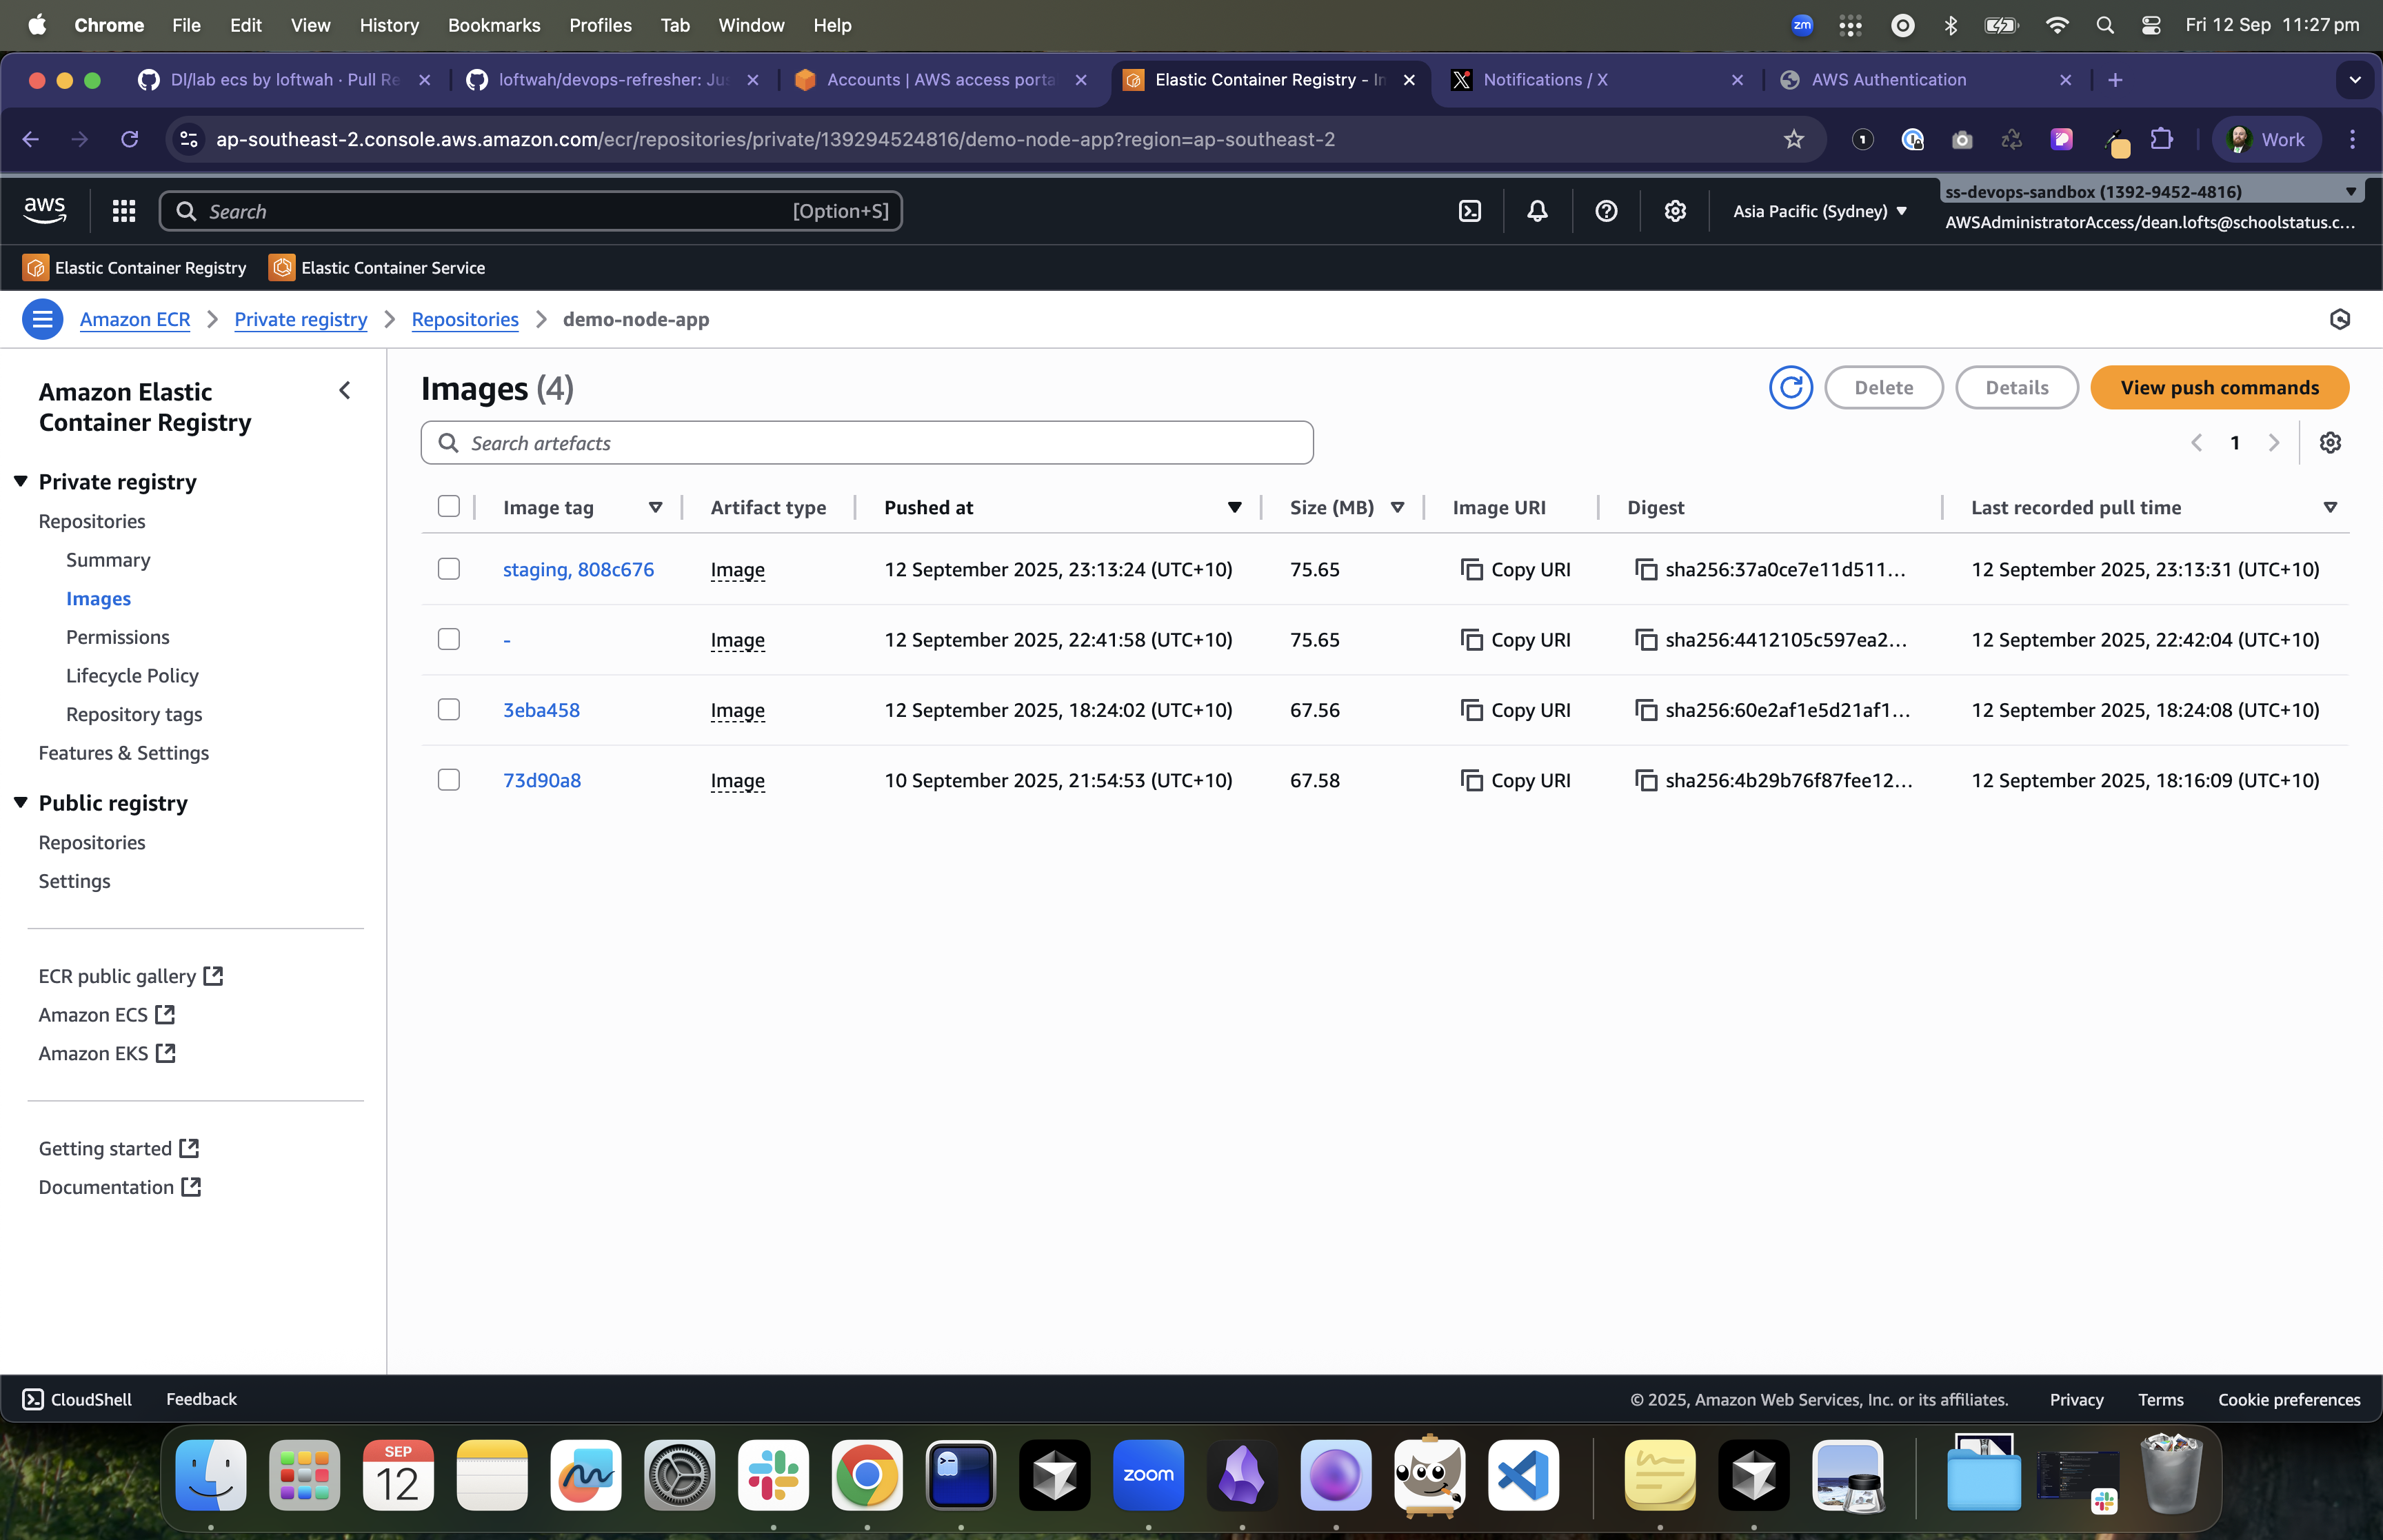 Chrome File Edit View History Bookmarks Profiles Tab Window Help zm Fri 12 Sep 11:27 pm
Dl/lab ecs by loftwah · Pull Re loftwah/devops-refresher: Jus Accounts | AWS access porta Elastic Container Registry - Im Notifications / X AWS Authentication
ap-southeast-2.console.aws.amazon.com/ecr/repositories/private/139294524816/demo-node-app?region=ap-southeast-2 Work
aws Search [Option+S] Asia Pacific (Sydney) ss-devops-sandbox (1392-9452-4816)
AWSAdministratorAccess/dean.lofts@schoolstatus.c...
Elastic Container Registry Elastic Container Service
Amazon ECR Private registry Repositories demo-node-app
Amazon Elastic
Container Registry
Private registry
Repositories
Summary
Images
Permissions
Lifecycle Policy
Repository tags
Features & Settings
Public registry
Repositories
Settings
ECR public gallery
Amazon ECS
Amazon EKS
Getting started
Documentation
Images (4) Delete Details View push commands
Search artefacts 1
Image tag Artifact type Pushed at Size (MB) Image URI Digest Last recorded pull time
staging, 808c676 Image 12 September 2025, 23:13:24 (UTC+10) 75.65 Copy URI sha256:37a0ce7e11d511... 12 September 2025, 23:13:31 (UTC+10)
- Image 12 September 2025, 22:41:58 (UTC+10) 75.65 Copy URI sha256:4412105c597ea2... 12 September 2025, 22:42:04 (UTC+10)
3eba458 Image 12 September 2025, 18:24:02 (UTC+10) 67.56 Copy URI sha256:60e2af1e5d21af1... 12 September 2025, 18:24:08 (UTC+10)
73d90a8 Image 10 September 2025, 21:54:53 (UTC+10) 67.58 Copy URI sha256:4b29b76f87fee12... 12 September 2025, 18:16:09 (UTC+10)
CloudShell Feedback © 2025, Amazon Web Services, Inc. or its affiliates. Privacy Terms Cookie preferences
SEP
12
zoom